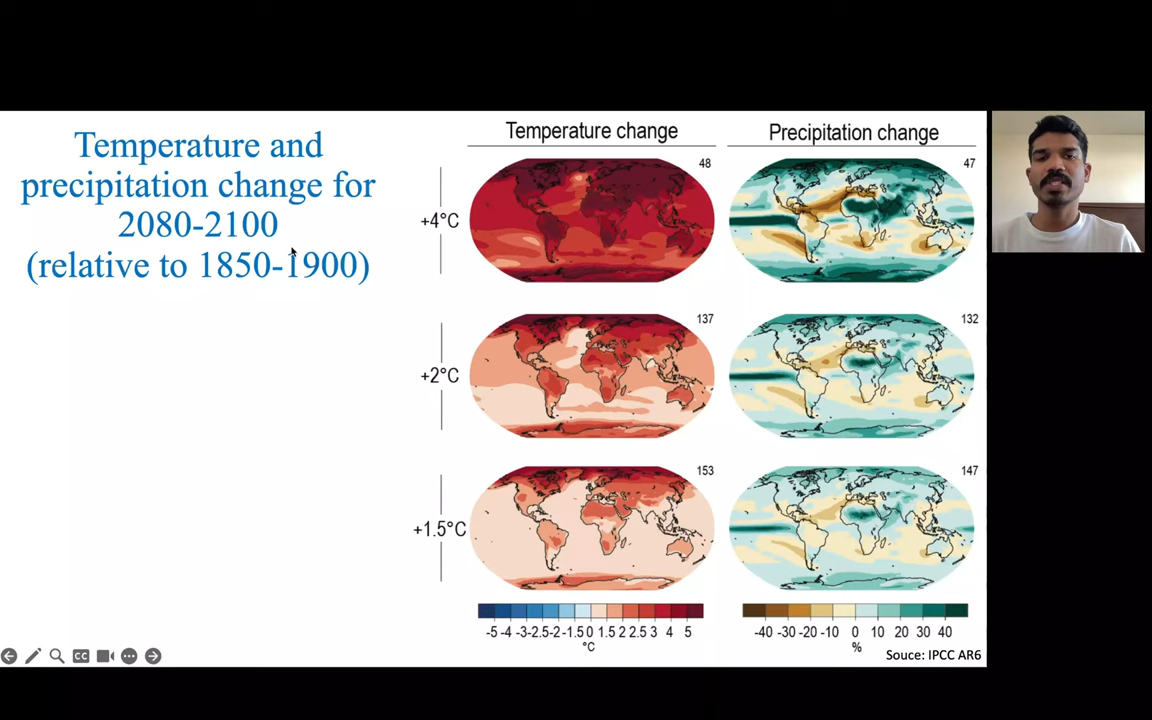 Temperature and
precipitation change for
2080-2100
(relative to 1850-1900)
Temperature change
Precipitation change
48
47
+4°C
137
132
+2°C
153
147
+1.5°C
-5 -4 -3 -2.5 -2 -1.5 0 1.5 2 2.5 3 4 5
°C
-40 -30 -20 -10 0 10 20 30 40
%
Souce: IPCC AR6
CC